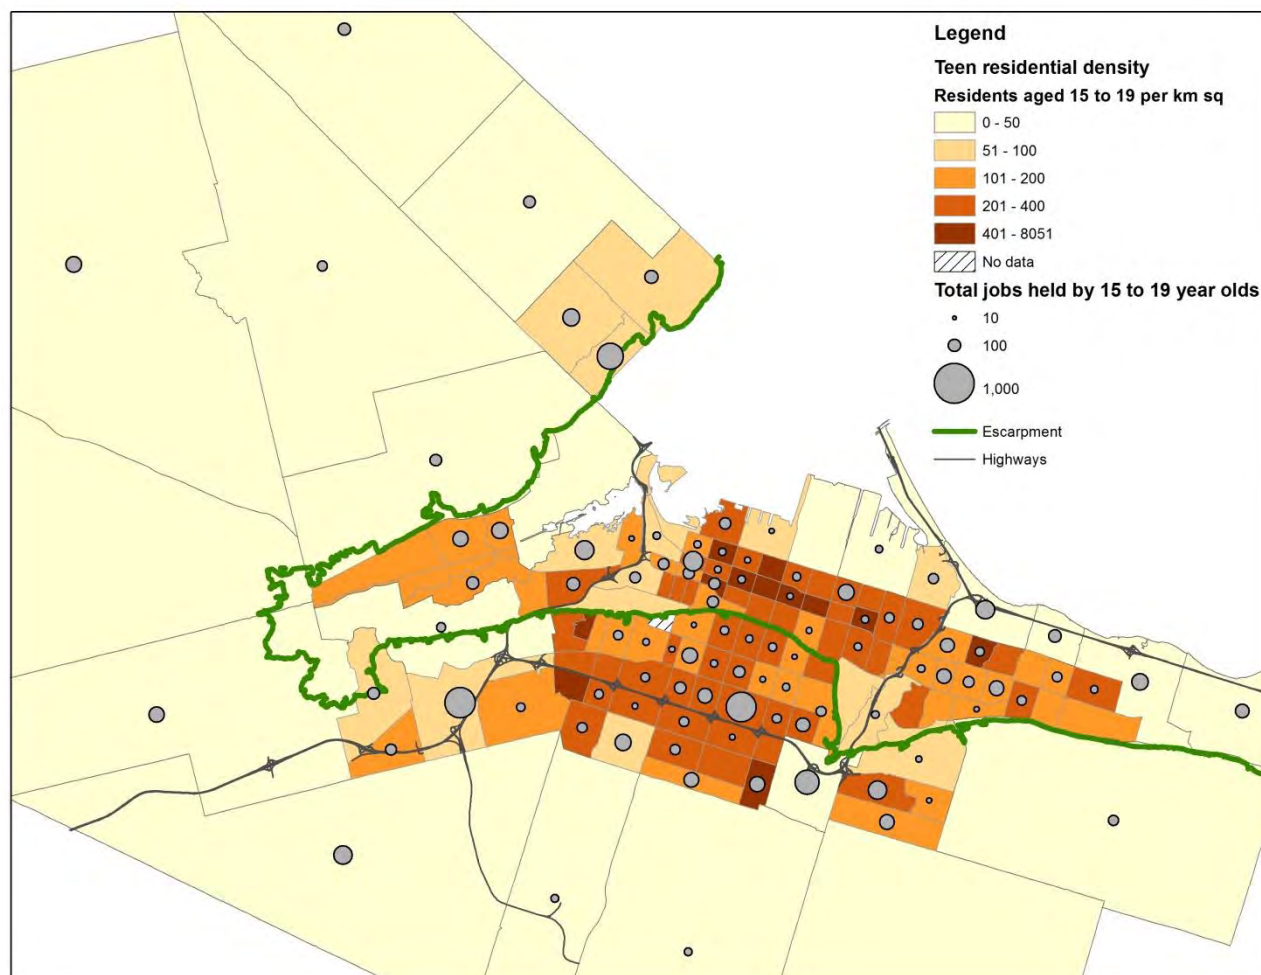 Legend
Teen residential density
Residents aged 15 to 19 per km sq
0 - 50
51 - 100
101 - 200
201 - 400
401 - 8051
No data
Total jobs held by 15 to 19 year olds
10
100
1,000
Escarpment
Highways